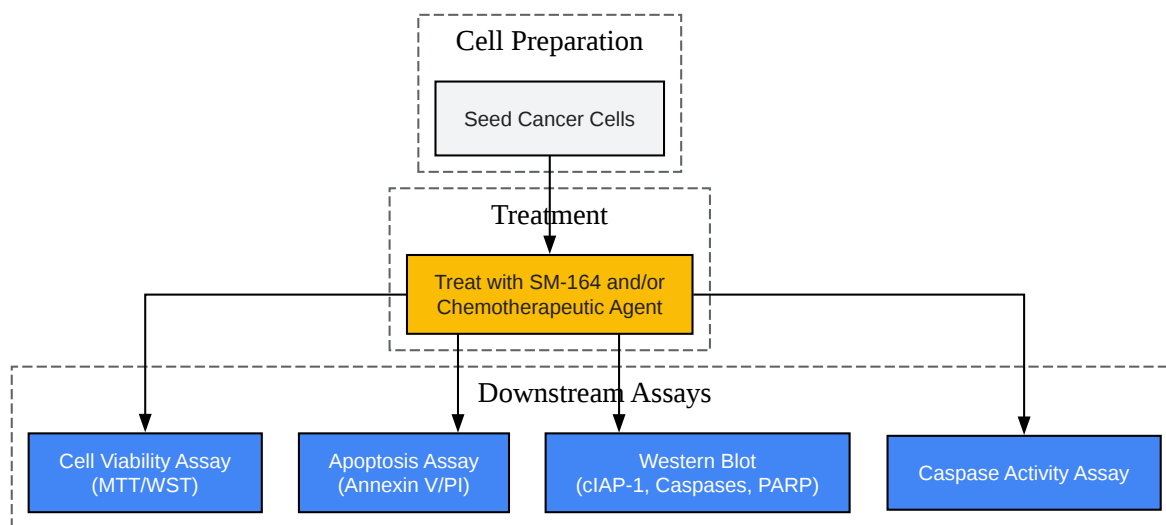 Cell Preparation
Seed Cancer Cells
Treatment
Treat with SM-164 and/or
Chemotherapeutic Agent
Downstream Assays
Cell Viability Assay
(MTT/WST)
Apoptosis Assay
(Annexin V/PI)
Western Blot
(cIAP-1, Caspases, PARP)
Caspase Activity Assay